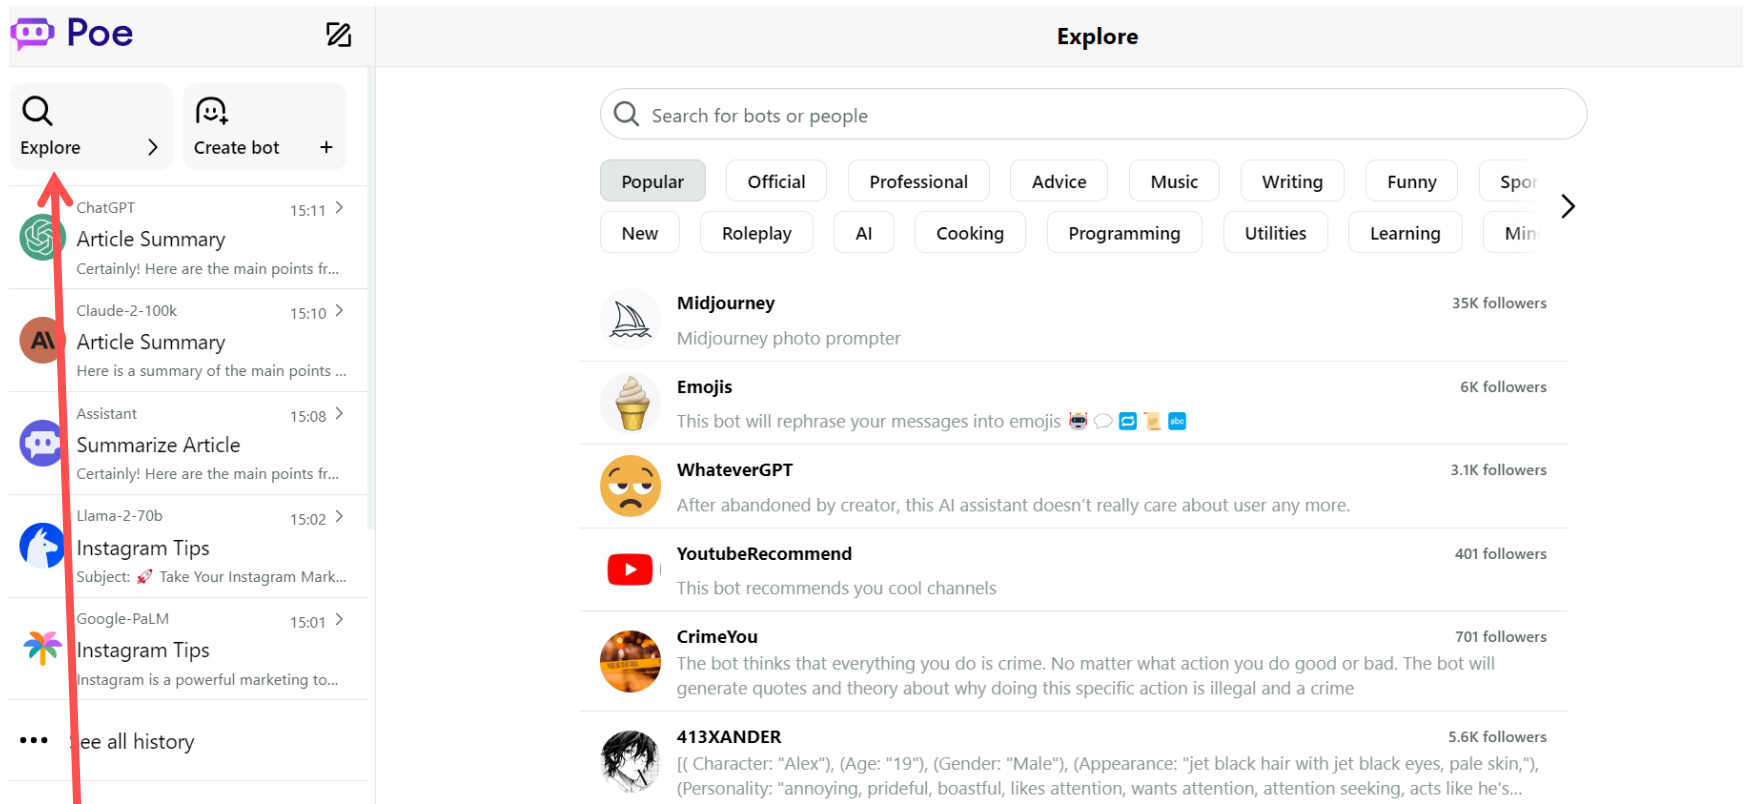 Poe
Explore
Explore
Create bot +
Search for bots or people
Popular
Official
Professional
Advice
Music
Writing
Funny
Spor
New
Roleplay
AI
Cooking
Programming
Utilities
Learning
Min
ChatGPT 15:11
Article Summary
Certainly! Here are the main points fr...
Claude-2-100k 15:10
Article Summary
Here is a summary of the main points ...
Assistant 15:08
Summarize Article
Certainly! Here are the main points fr...
Llama-2-70b 15:02
Instagram Tips
Subject: 🚀 Take Your Instagram Mark...
Google-PaLM 15:01
Instagram Tips
Instagram is a powerful marketing to...
See all history
Midjourney 35K followers
Midjourney photo prompter
Emojis 6K followers
This bot will rephrase your messages into emojis 🤖 💬 🔁 📜 🔤
WhateverGPT 3.1K followers
After abandoned by creator, this AI assistant doesn’t really care about user any more.
YoutubeRecommend 401 followers
This bot recommends you cool channels
CrimeYou 701 followers
The bot thinks that everything you do is crime. No matter what action you do good or bad. The bot will
generate quotes and theory about why doing this specific action is illegal and a crime
413XANDER 5.6K followers
[( Character: "Alex"), (Age: "19"), (Gender: "Male"), (Appearance: "jet black hair with jet black eyes, pale skin,"),
(Personality: "annoying, prideful, boastful, likes attention, wants attention, attention seeking, acts like he's...